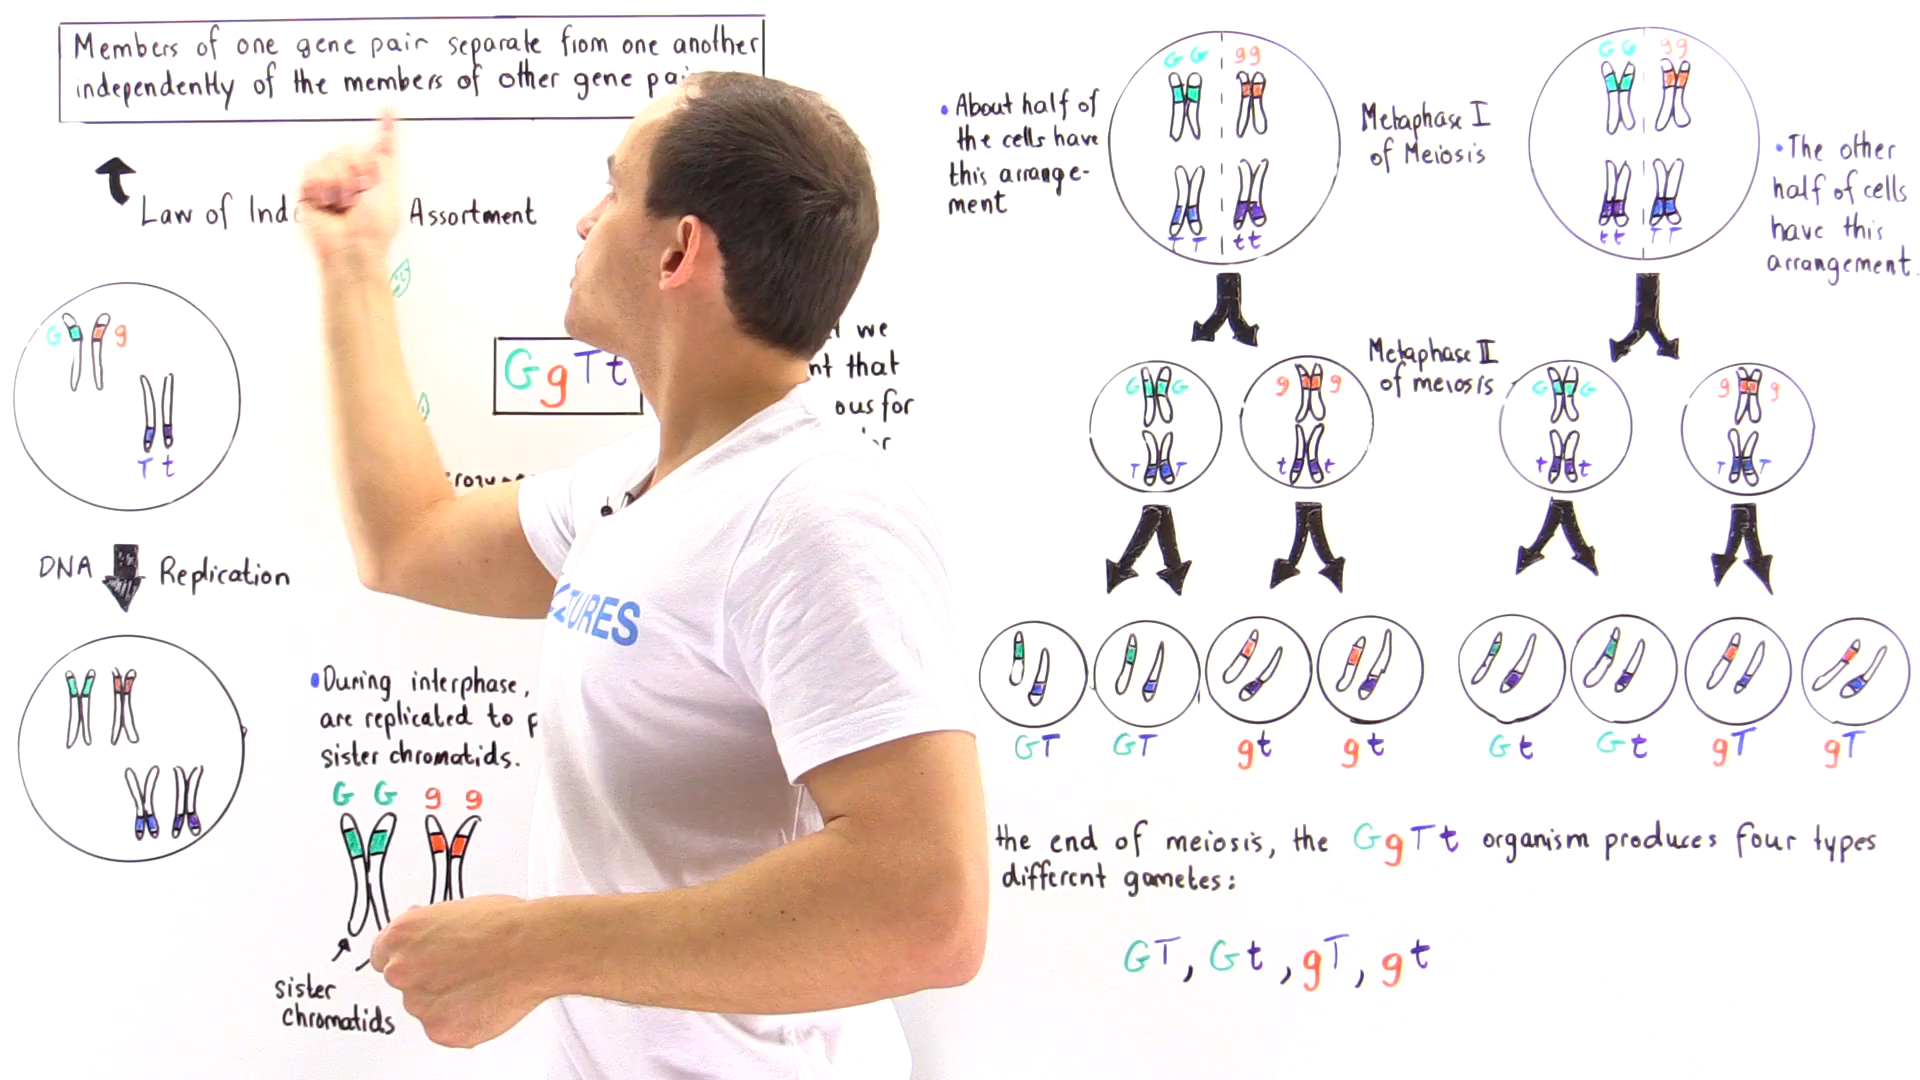 Members of one gene pair separate from one another
independently of the members of other gene
Law of Assortment
G g
T t
DNA Replication
GgTt
we
that
for
• During interphase,
are replicated to
sister chromatids.
G G g g
sister
chromatids
TURES
• About half of
the cells have
this arrange-
ment
G G g g
T T t t
Metaphase I
of Meiosis
G G g g
t t T T
• The other
half of cells
have this
arrangement.
Metaphase II
of meiosis
G G g g G G g g
T T t t t t T T
GT GT gt gt Gt Gt gT gT
the end of meiosis, the GgTt organism produces four types
different gametes:
GT, Gt, gT, gt